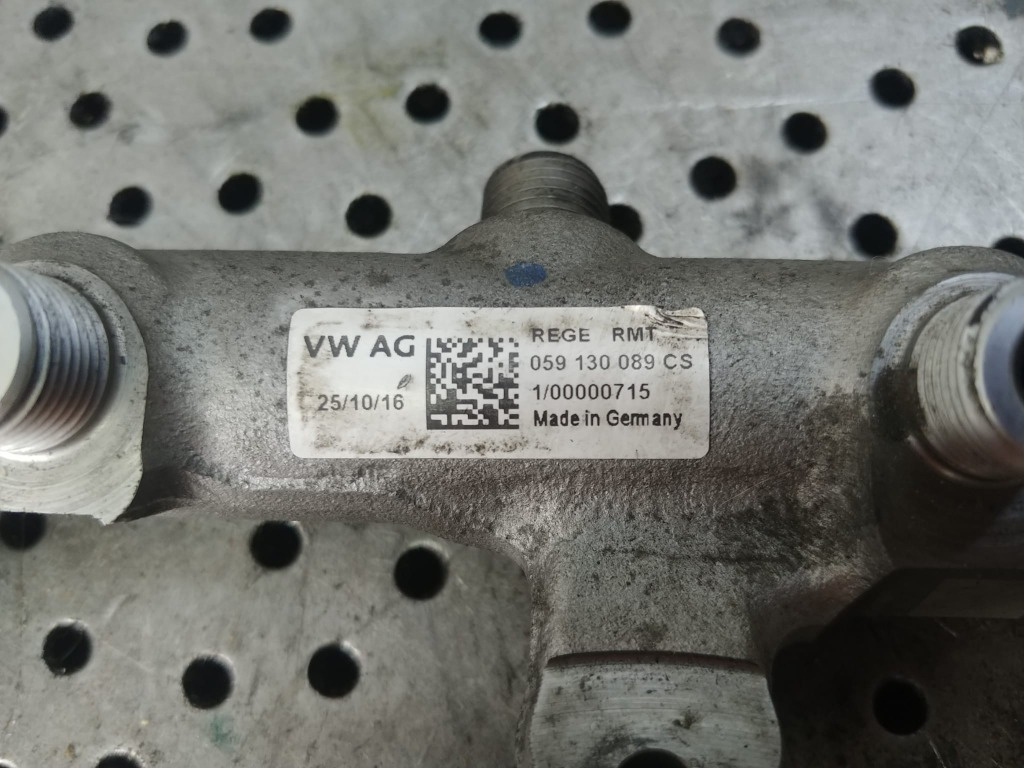 VW AG
25/10/16
REGE RMT
059 130 089 CS
1/00000715
Made in Germany